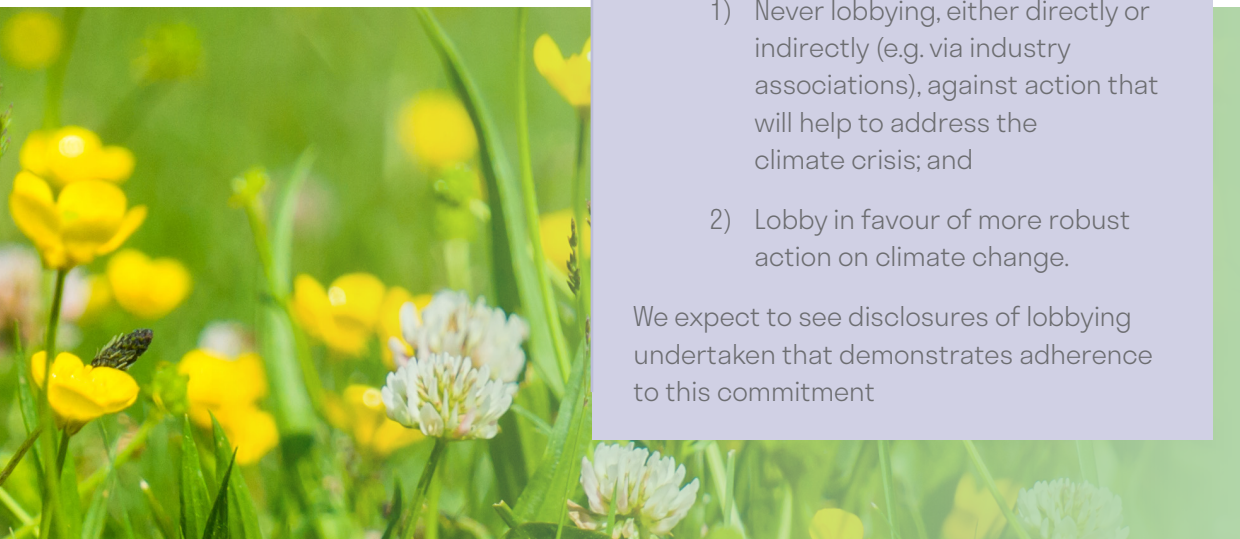 1) Never lobbying, either directly or
indirectly (e.g. via industry
associations), against action that
will help to address the
climate crisis; and
2) Lobby in favour of more robust
action on climate change.
We expect to see disclosures of lobbying
undertaken that demonstrates adherence
to this commitment